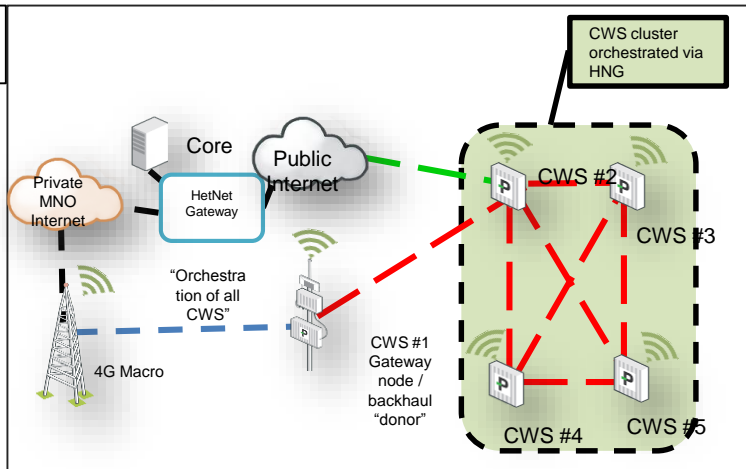 CWS cluster
orchestrated via
HNG
Core
Public
Internet
Private
MNO
Internet
HetNet
Gateway
CWS #2
CWS #3
“Orchestra
tion of all
CWS”
4G Macro
CWS #1
Gateway
node /
backhaul
“donor”
CWS #4
CWS #5